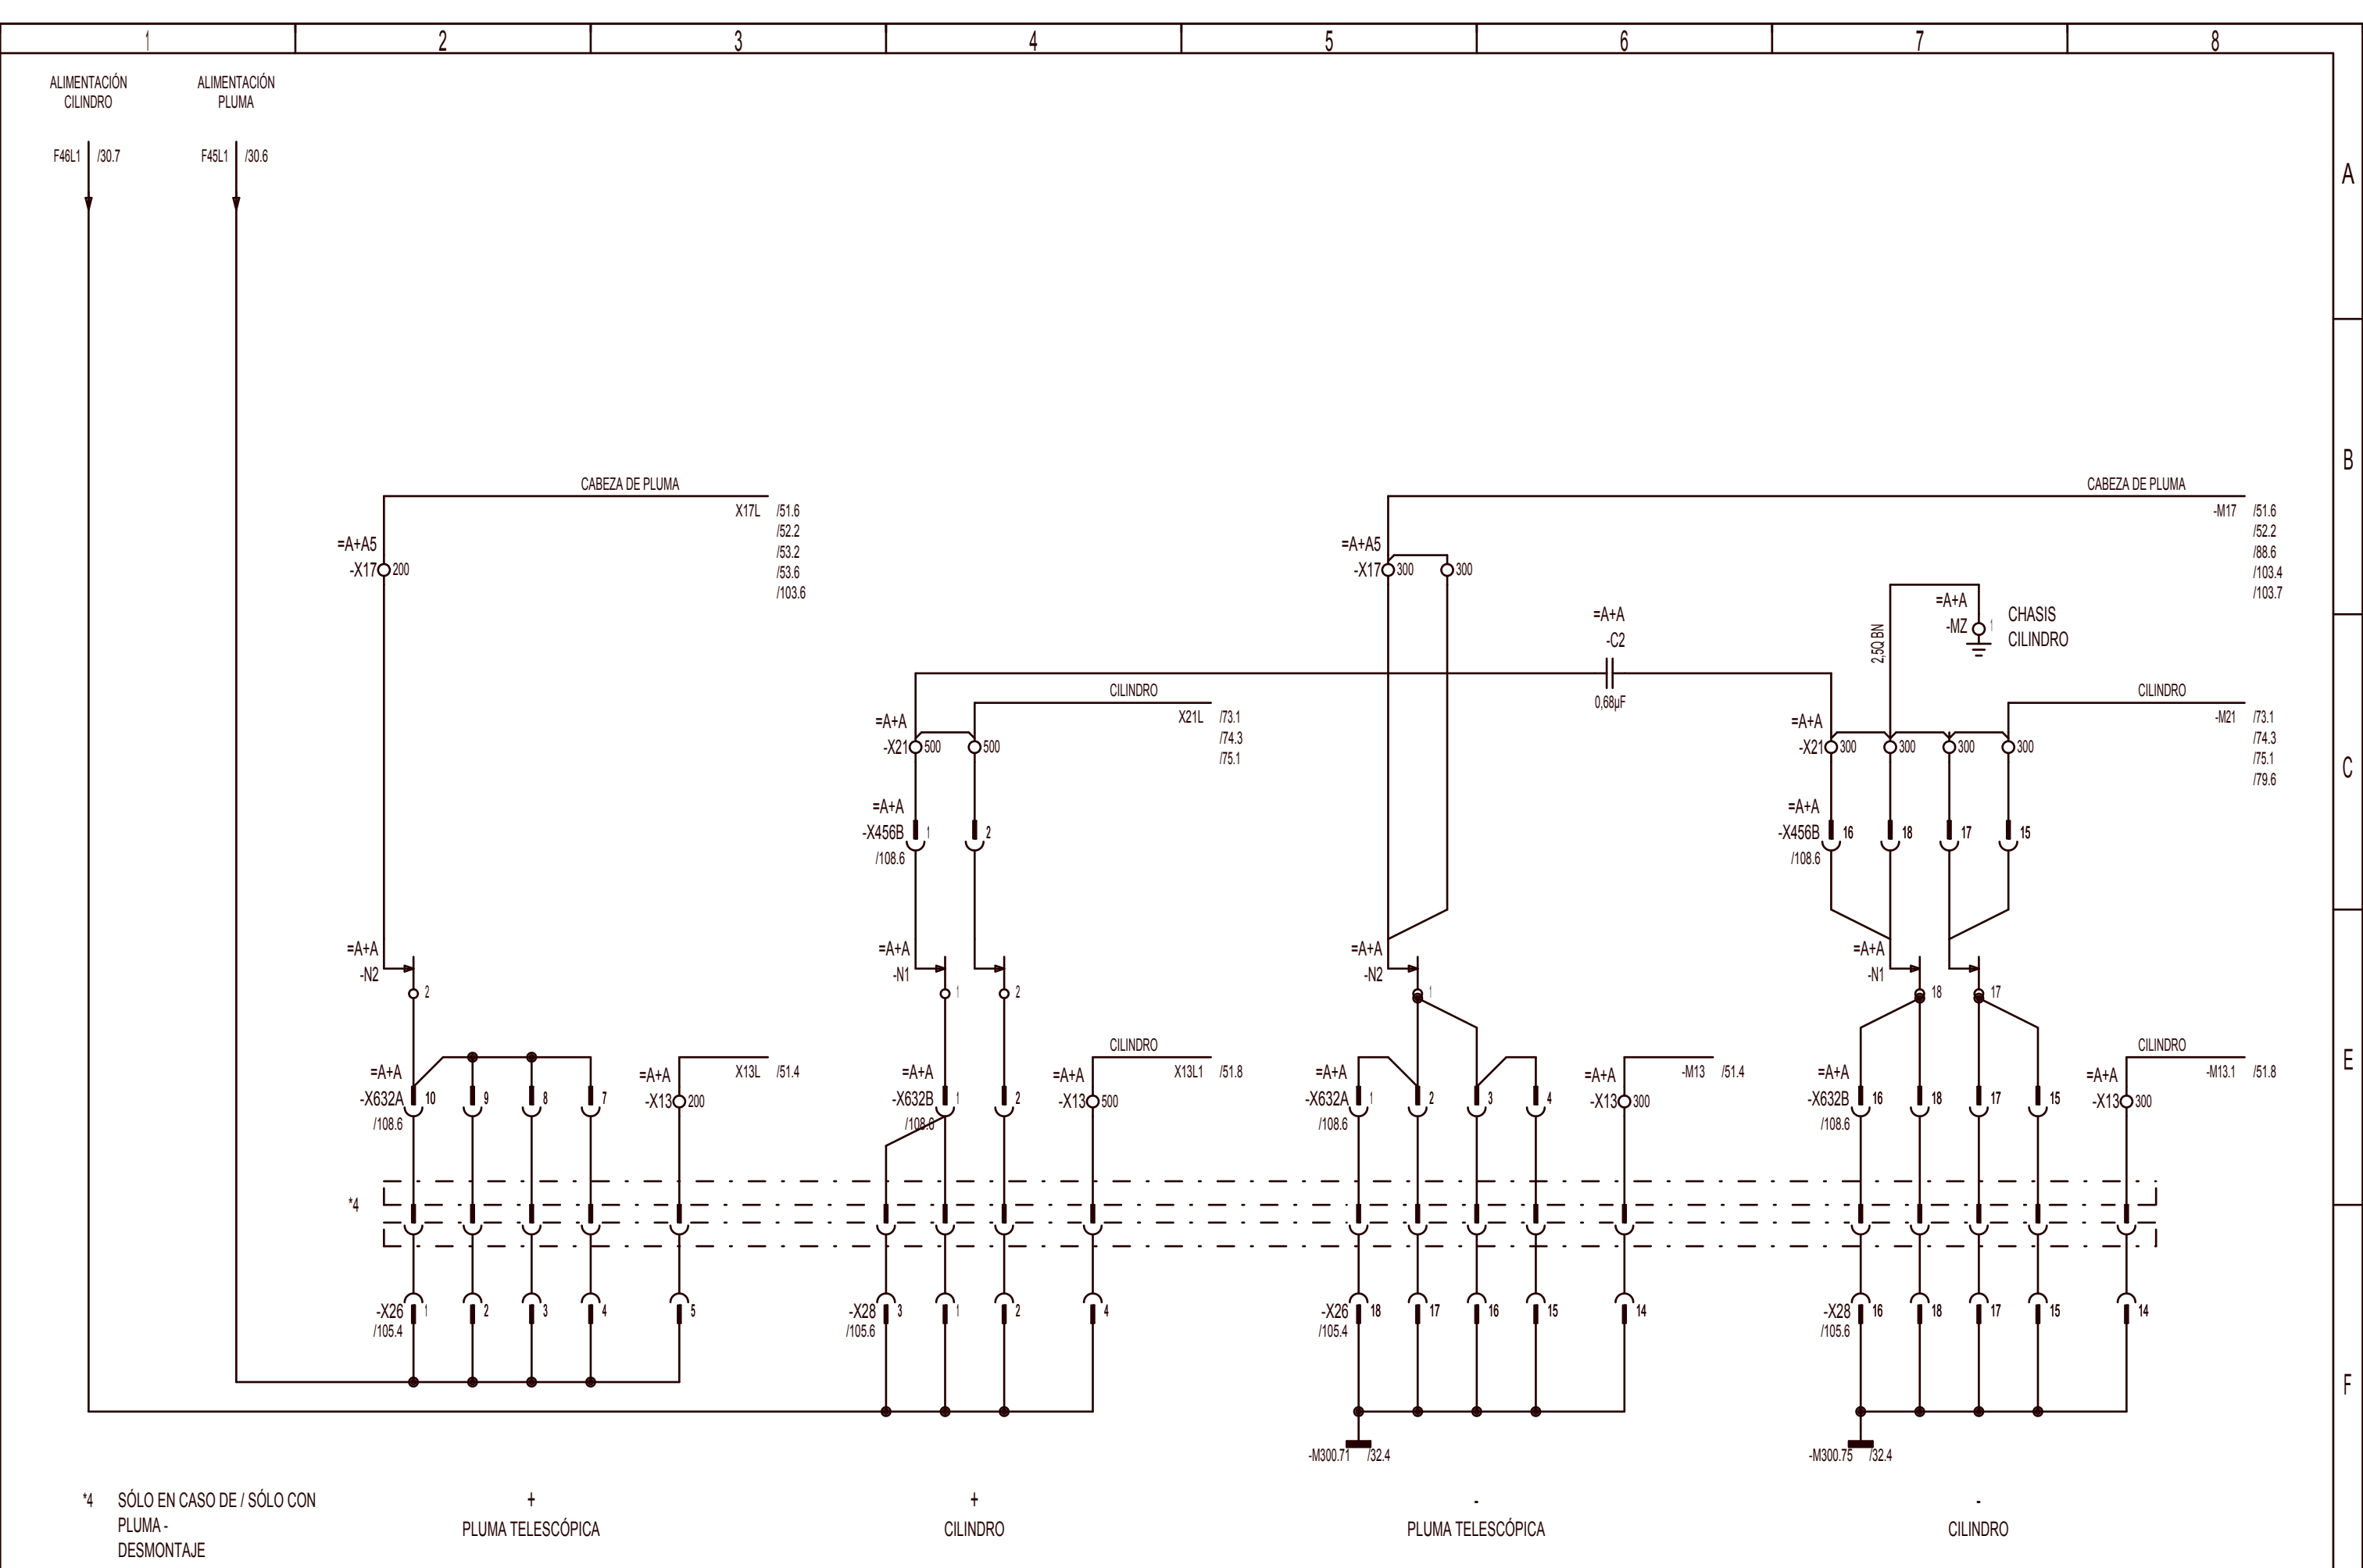 1 2 3 4 5 6 7 8
ALIMENTACIÓN
CILINDRO
ALIMENTACIÓN
PLUMA
F46L1 /30.7
F45L1 /30.6
A
B
CABEZA DE PLUMA
X17L /51.6
/52.2
/53.2
/53.6
/103.6
=A+A5
-X17 200
CABEZA DE PLUMA
-M17 /51.6
/52.2
/88.6
/103.4
/103.7
=A+A5
-X17 300 300
=A+A
-C2
0,68µF
2,5Q BN
=A+A
-MZ 1
CHASIS
CILINDRO
CILINDRO
X21L /73.1
/74.3
/75.1
=A+A
-X21 500 500
CILINDRO
-M21 /73.1
/74.3
/75.1
/79.6
=A+A
-X21 300 300 300 300
C
=A+A
-X456B 1 2
/108.6
=A+A
-X456B 16 18 17 15
/108.6
=A+A
-N2
2
=A+A
-N1
1 2
=A+A
-N2
1
=A+A
-N1
18 17
E
=A+A
-X632A 10 9 8 7
/108.6
X13L /51.4
=A+A
-X13 200
=A+A
-X632B 1 2
/108.6
CILINDRO
X13L1 /51.8
=A+A
-X13 500
=A+A
-X632A 1 2 3 4
/108.6
-M13 /51.4
=A+A
-X13 300
=A+A
-X632B 16 18 17 15
/108.6
CILINDRO
-M13.1 /51.8
=A+A
-X13 300
*4
-X26 1 2 3 4 5
/105.4
-X28 3 1 2 4
/105.6
-X26 18 17 16 15 14
/105.4
-X28 16 18 17 15 14
/105.6
F
-M300.71 /32.4
-M300.75 /32.4
*4 SÓLO EN CASO DE / SÓLO CON
PLUMA -
DESMONTAJE
+
PLUMA TELESCÓPICA
+
CILINDRO
-
PLUMA TELESCÓPICA
-
CILINDRO